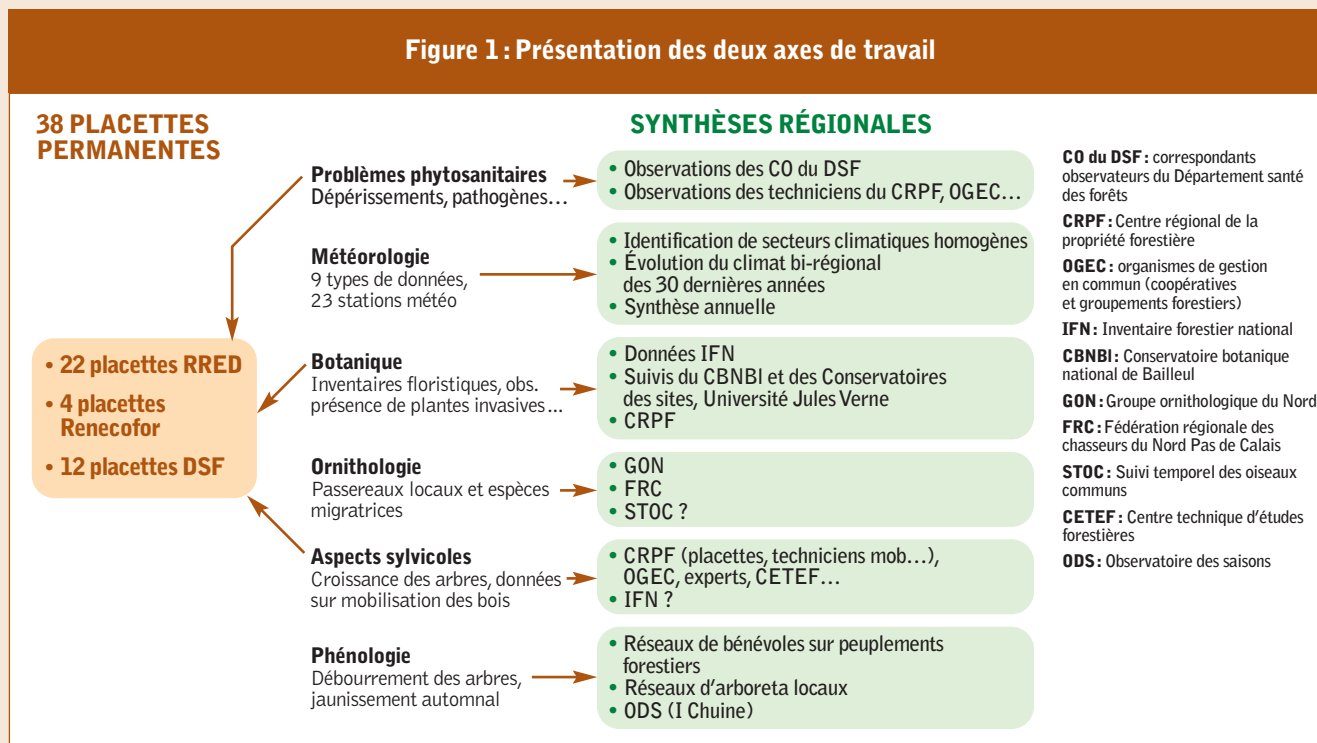 Figure 1 : Présentation des deux axes de travail
38 PLACETTES
PERMANENTES
• 22 placettes RRED
• 4 placettes
Renecofor
• 12 placettes DSF
SYNTHÈSES RÉGIONALES
Problèmes phytosanitaires
Dépérissements, pathogènes…
• Observations des CO du DSF
• Observations des techniciens du CRPF, OGEC…
Météorologie
9 types de données,
23 stations météo
• Identification de secteurs climatiques homogènes
• Évolution du climat bi-régional
des 30 dernières années
• Synthèse annuelle
Botanique
Inventaires floristiques, obs.
présence de plantes invasives…
• Données IFN
• Suivis du CBNBI et des Conservatoires
des sites, Université Jules Verne
• CRPF
Ornithologie
Passereaux locaux et espèces
migratrices
• GON
• FRC
• STOC ?
Aspects sylvicoles
Croissance des arbres, données
sur mobilisation des bois
• CRPF (placettes, techniciens mob…),
OGEC, experts, CETEF…
• IFN ?
Phénologie
Débourrement des arbres,
jaunissement automnal
• Réseaux de bénévoles sur peuplements
forestiers
• Réseaux d'arboreta locaux
• ODS (I Chuine)
CO du DSF : correspondants
observateurs du Département santé
des forêts
CRPF : Centre régional de la
propriété forestière
OGEC : organismes de gestion
en commun (coopératives
et groupements forestiers)
IFN : Inventaire forestier national
CBNBI : Conservatoire botanique
national de Bailleul
GON : Groupe ornithologique du Nord
FRC : Fédération régionale des
chasseurs du Nord Pas de Calais
STOC : Suivi temporel des oiseaux
communs
CETEF : Centre technique d'études
forestières
ODS : Observatoire des saisons